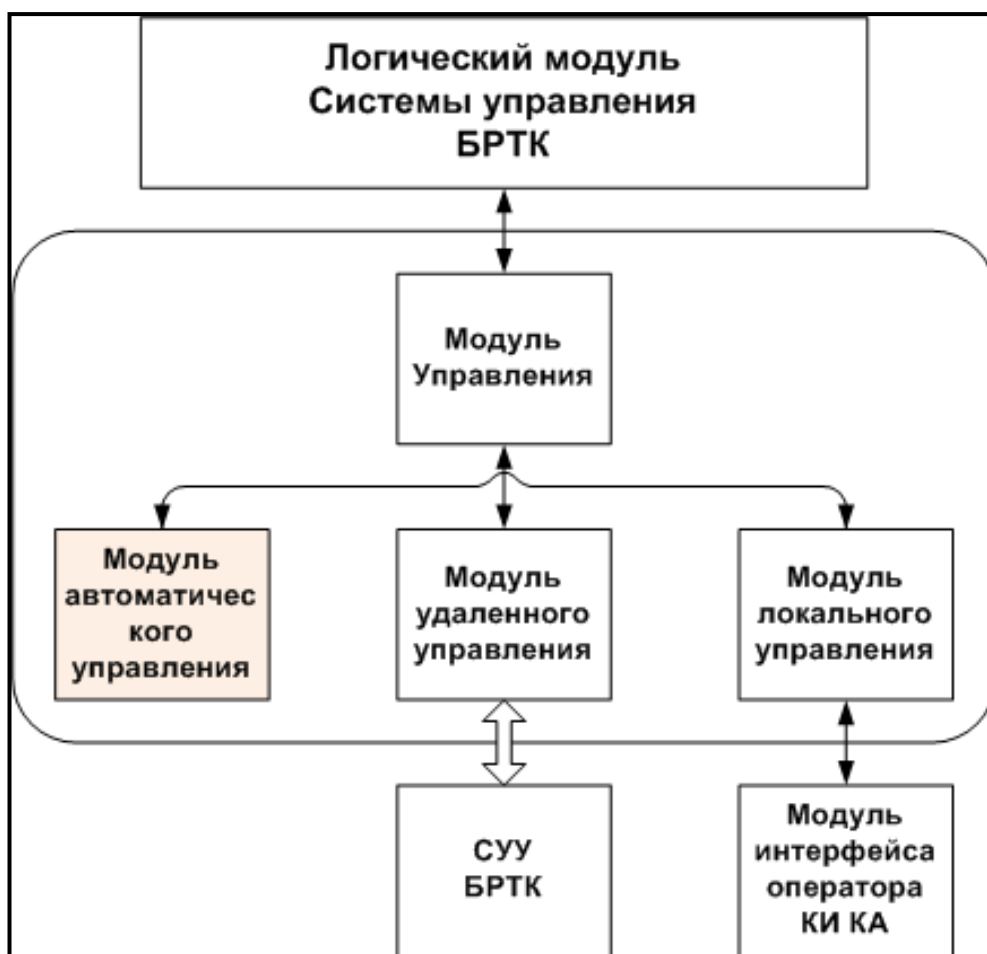 Логический модуль
Системы управления
БРТК
Модуль
Управления
Модуль
автоматичес
кого
управления
Модуль
удаленного
управления
Модуль
локального
управления
СУУ
БРТК
Модуль
интерфейса
оператора
КИ КА